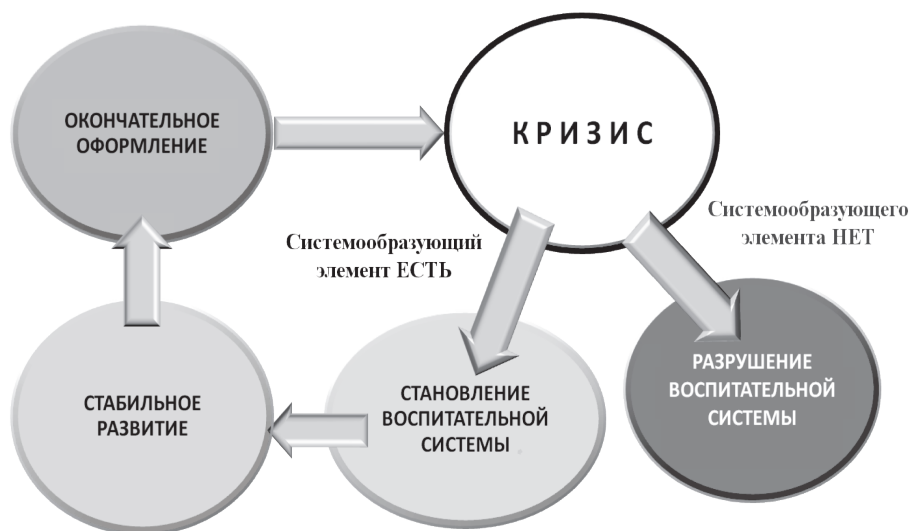 ОКОНЧАТЕЛЬНОЕ
ОФОРМЛЕНИЕ
КРИЗИС
Системообразующий
элемент ЕСТЬ
Системообразующего
элемента НЕТ
СТАБИЛЬНОЕ
РАЗВИТИЕ
СТАНОВЛЕНИЕ
ВОСПИТАТЕЛЬНОЙ
СИСТЕМЫ
РАЗРУШЕНИЕ
ВОСПИТАТЕЛЬНОЙ
СИСТЕМЫ